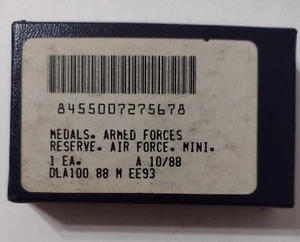 8455007275678
MEDALS. ARMED FORCES
RESERVE. AIR FORCE. MINI.
1 EA. A 10/88
DLA100 88 M EE93